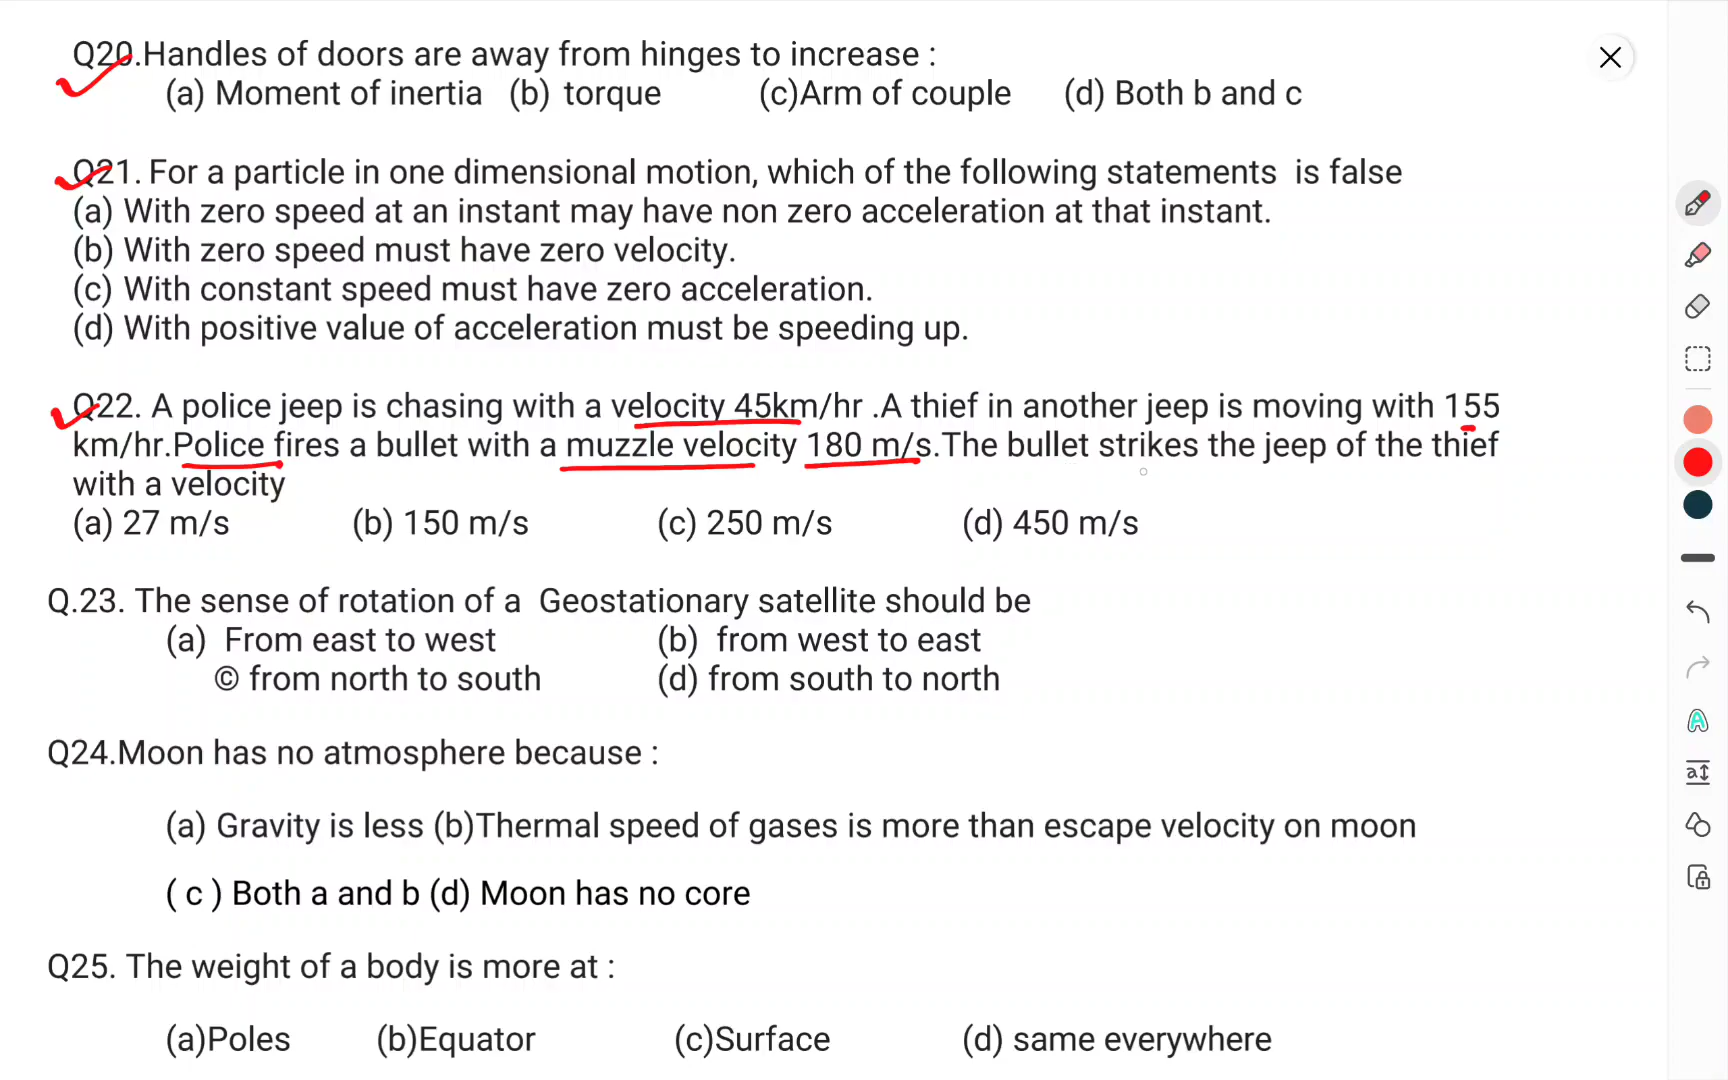 Q20.Handles of doors are away from hinges to increase :
(a) Moment of inertia (b) torque (c)Arm of couple (d) Both b and c
Q21. For a particle in one dimensional motion, which of the following statements is false
(a) With zero speed at an instant may have non zero acceleration at that instant.
(b) With zero speed must have zero velocity.
(c) With constant speed must have zero acceleration.
(d) With positive value of acceleration must be speeding up.
Q22. A police jeep is chasing with a velocity 45km/hr .A thief in another jeep is moving with 155
km/hr.Police fires a bullet with a muzzle velocity 180 m/s.The bullet strikes the jeep of the thief
with a velocity
(a) 27 m/s (b) 150 m/s (c) 250 m/s (d) 450 m/s
Q.23. The sense of rotation of a Geostationary satellite should be
(a) From east to west (b) from west to east
© from north to south (d) from south to north
Q24.Moon has no atmosphere because :
(a) Gravity is less (b)Thermal speed of gases is more than escape velocity on moon
( c ) Both a and b (d) Moon has no core
Q25. The weight of a body is more at :
(a)Poles (b)Equator (c)Surface (d) same everywhere